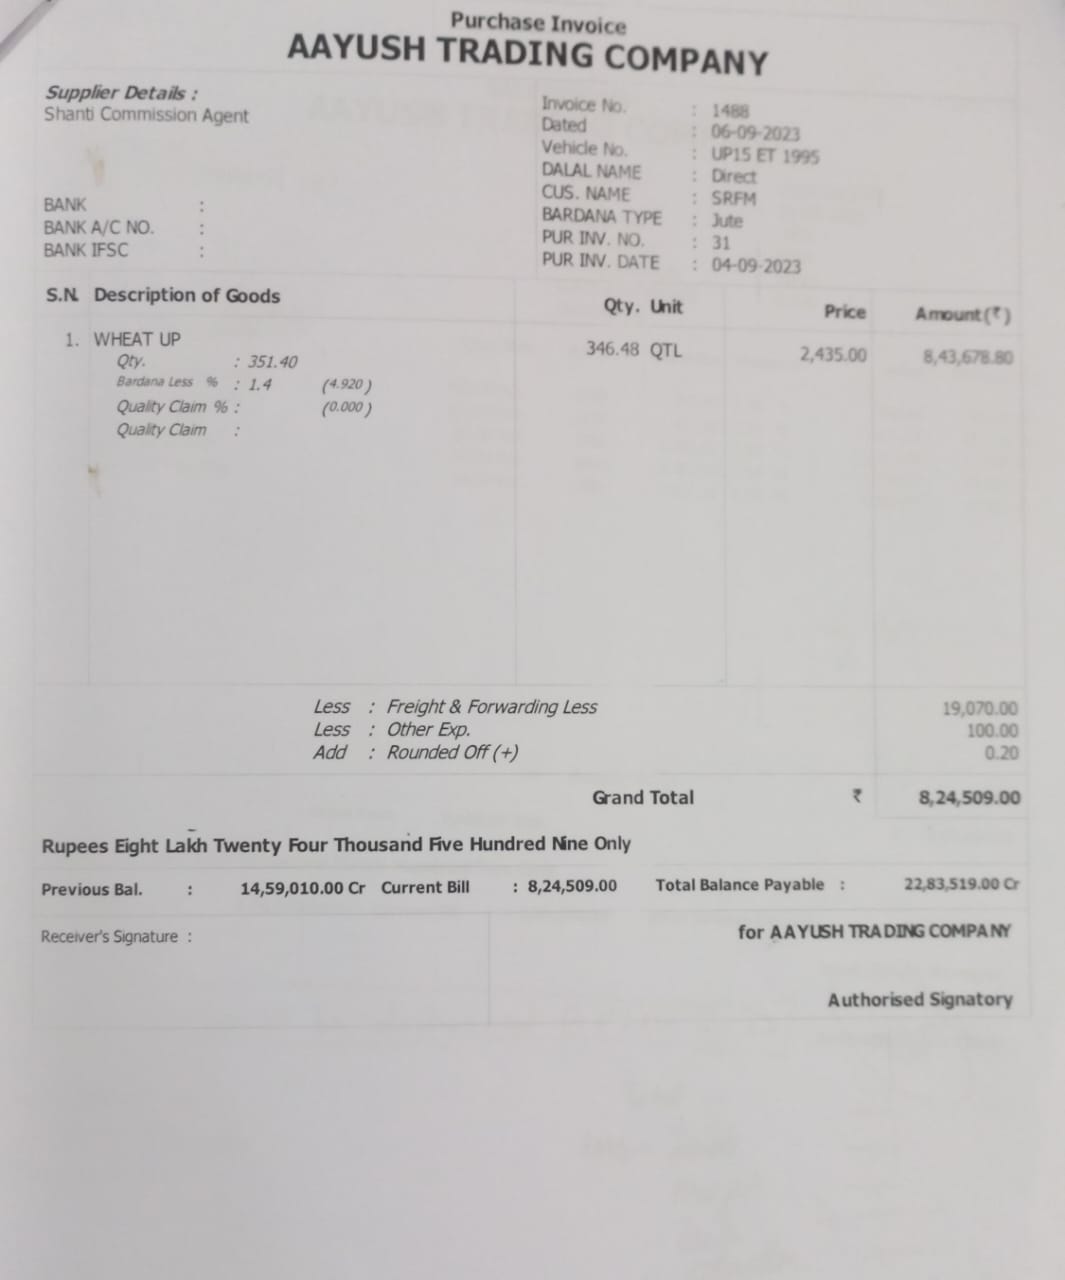 Purchase Invoice
AAYUSH TRADING COMPANY
Supplier Details :
Shanti Commission Agent
BANK :
BANK A/C NO. :
BANK IFSC :
Invoice No. : 1488
Dated : 06-09-2023
Vehicle No. : UP15 ET 1995
DALAL NAME : Direct
CUS. NAME : SRFM
BARDANA TYPE : Jute
PUR INV. NO. : 31
PUR INV. DATE : 04-09-2023
S.N. Description of Goods Qty. Unit Price Amount(₹)
1. WHEAT UP 346.48 QTL 2,435.00 8,43,678.80
Qty. : 351.40
Bardana Less % : 1.4 (4.920)
Quality Claim % : (0.000)
Quality Claim :
Less : Freight & Forwarding Less 19,070.00
Less : Other Exp. 100.00
Add : Rounded Off (+) 0.20
Grand Total ₹ 8,24,509.00
Rupees Eight Lakh Twenty Four Thousand Five Hundred Nine Only
Previous Bal. : 14,59,010.00 Cr Current Bill : 8,24,509.00 Total Balance Payable : 22,83,519.00 Cr
Receiver's Signature :
for AAYUSH TRADING COMPANY
Authorised Signatory